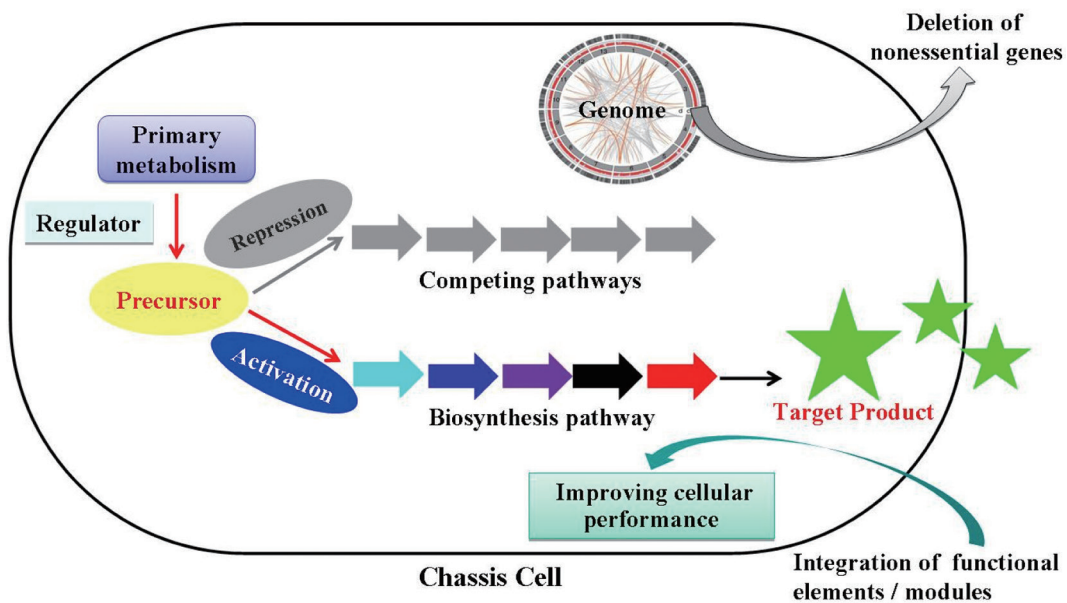 Deletion of
nonessential genes
Genome
Primary
metabolism
Regulator
Repression
Competing pathways
Precursor
Activation
Biosynthesis pathway
Target Product
Improving cellular
performance
Integration of functional
elements / modules
Chassis Cell